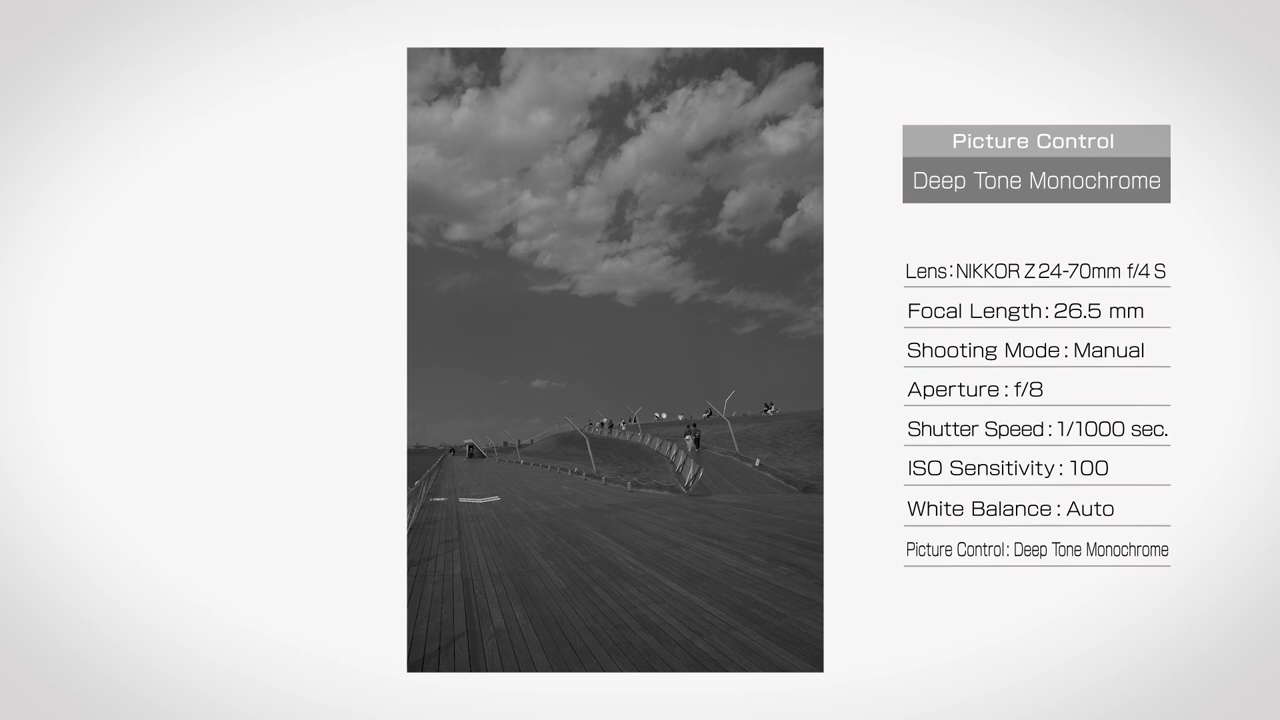 Picture Control
Deep Tone Monochrome
Lens: NIKKOR Z 24-70mm f/4 S
Focal Length: 26.5 mm
Shooting Mode: Manual
Aperture: f/8
Shutter Speed: 1/1000 sec.
ISO Sensitivity: 100
White Balance: Auto
Picture Control: Deep Tone Monochrome